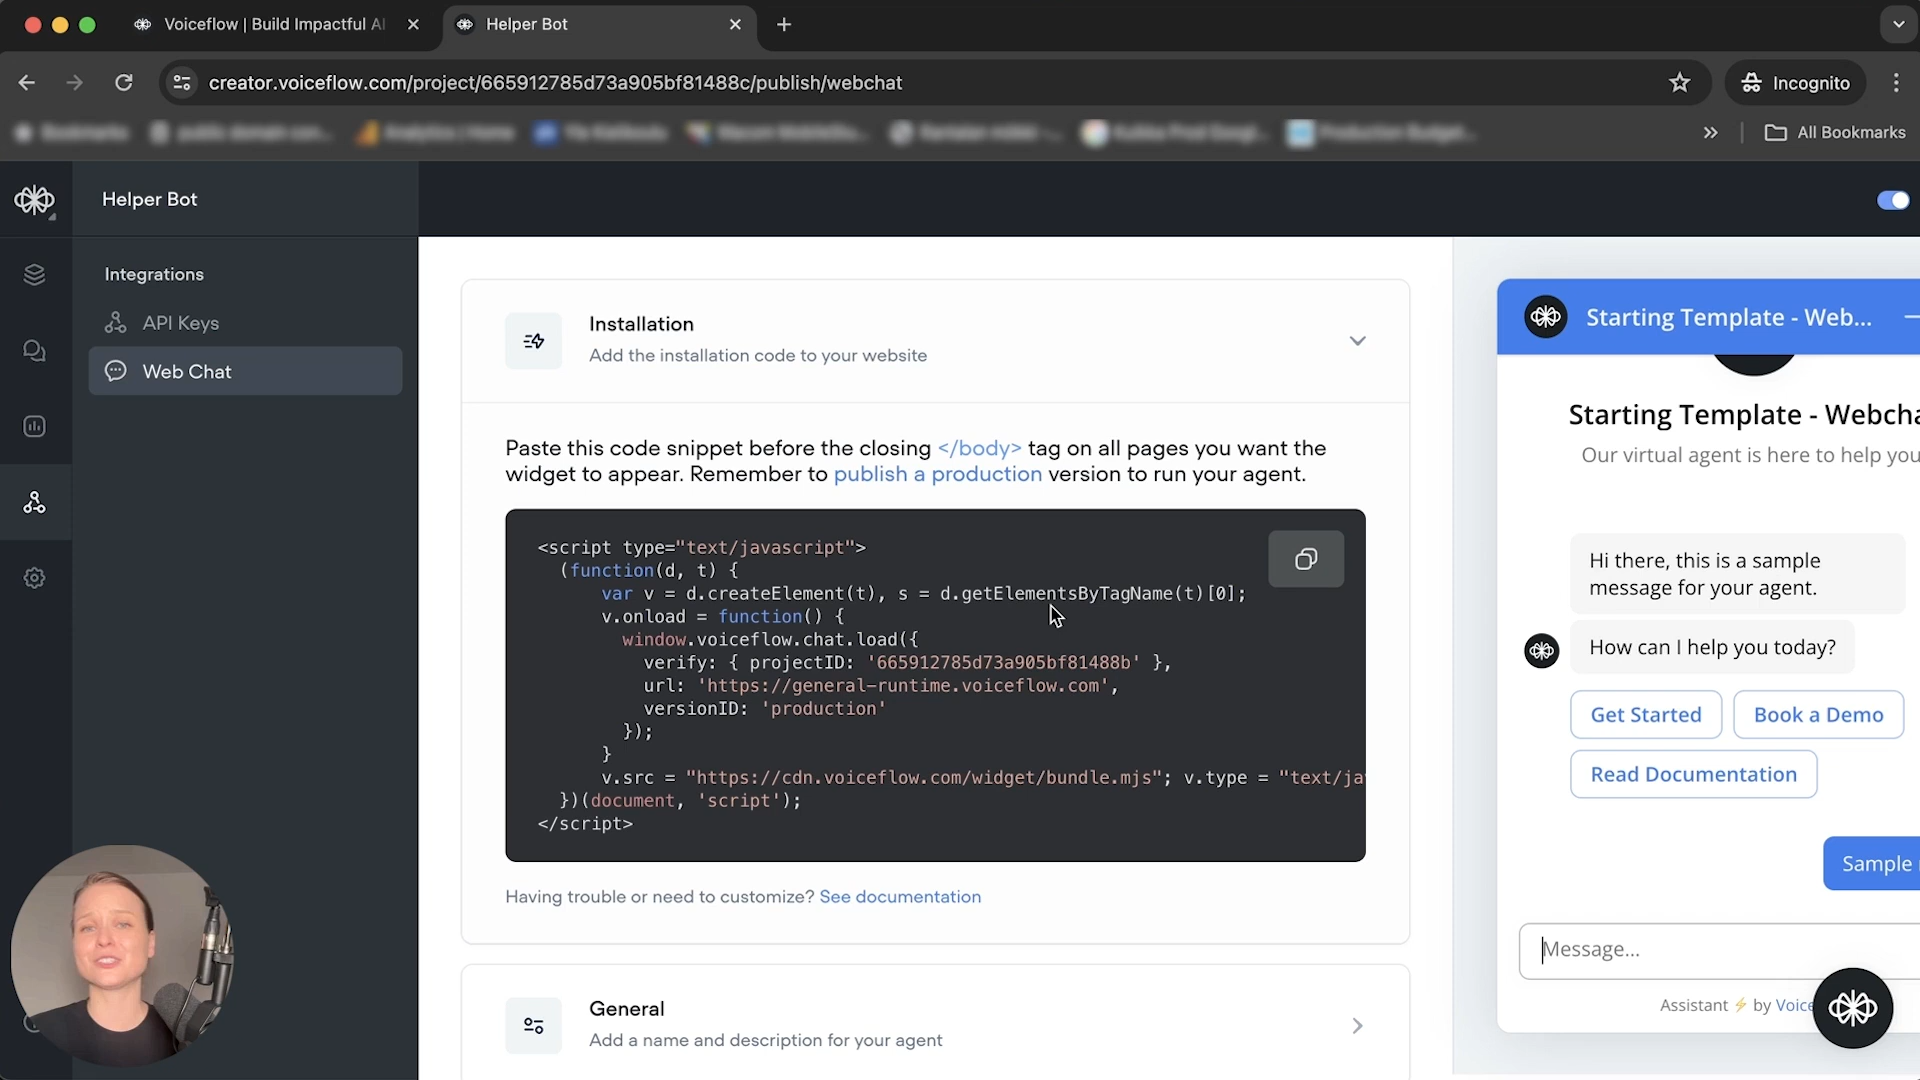 Voiceflow | Build Impactful AI
Helper Bot
creator.voiceflow.com/project/665912785d73a905bf81488c/publish/webchat
Incognito
All Bookmarks
Helper Bot
Integrations
API Keys
Web Chat
Installation
Add the installation code to your website
Paste this code snippet before the closing </body> tag on all pages you want the
widget to appear. Remember to publish a production version to run your agent.
<script type="text/javascript">
(function(d, t) {
var v = d.createElement(t), s = d.getElementsByTagName(t)[0];
v.onload = function() {
window.voiceflow.chat.load({
verify: { projectID: '665912785d73a905bf81488b' },
url: 'https://general-runtime.voiceflow.com',
versionID: 'production'
});
}
v.src = "https://cdn.voiceflow.com/widget/bundle.mjs"; v.type = "text/ja
})(document, 'script');
</script>
Having trouble or need to customize? See documentation
General
Add a name and description for your agent
Starting Template - Web...
Starting Template - Webcha
Our virtual agent is here to help you
Hi there, this is a sample
message for your agent.
How can I help you today?
Get Started
Book a Demo
Read Documentation
Sample
Message...
Assistant ⚡ by Voice